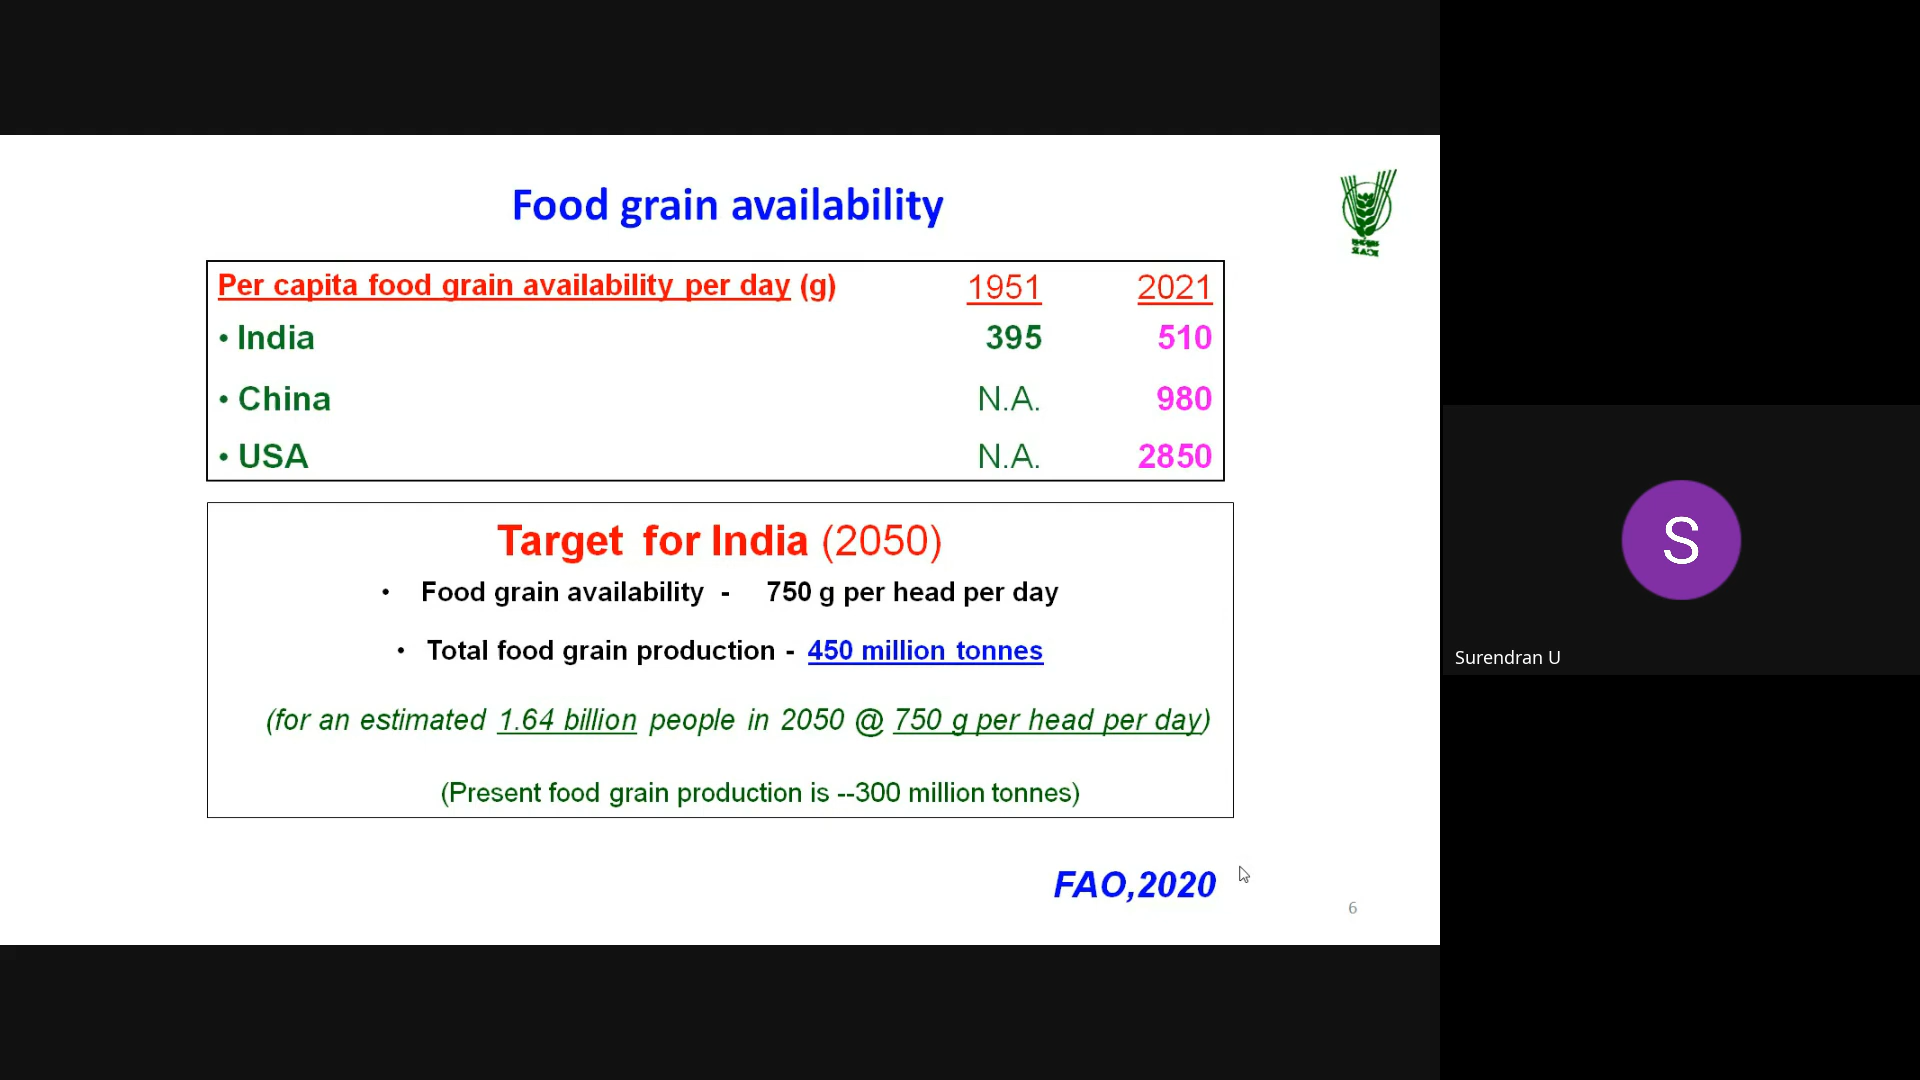 Food grain availability
Per capita food grain availability per day (g) 1951 2021
• India 395 510
• China N.A. 980
• USA N.A. 2850
Target for India (2050)
• Food grain availability - 750 g per head per day
• Total food grain production - 450 million tonnes
(for an estimated 1.64 billion people in 2050 @ 750 g per head per day)
(Present food grain production is --300 million tonnes)
FAO,2020
6
S
Surendran U